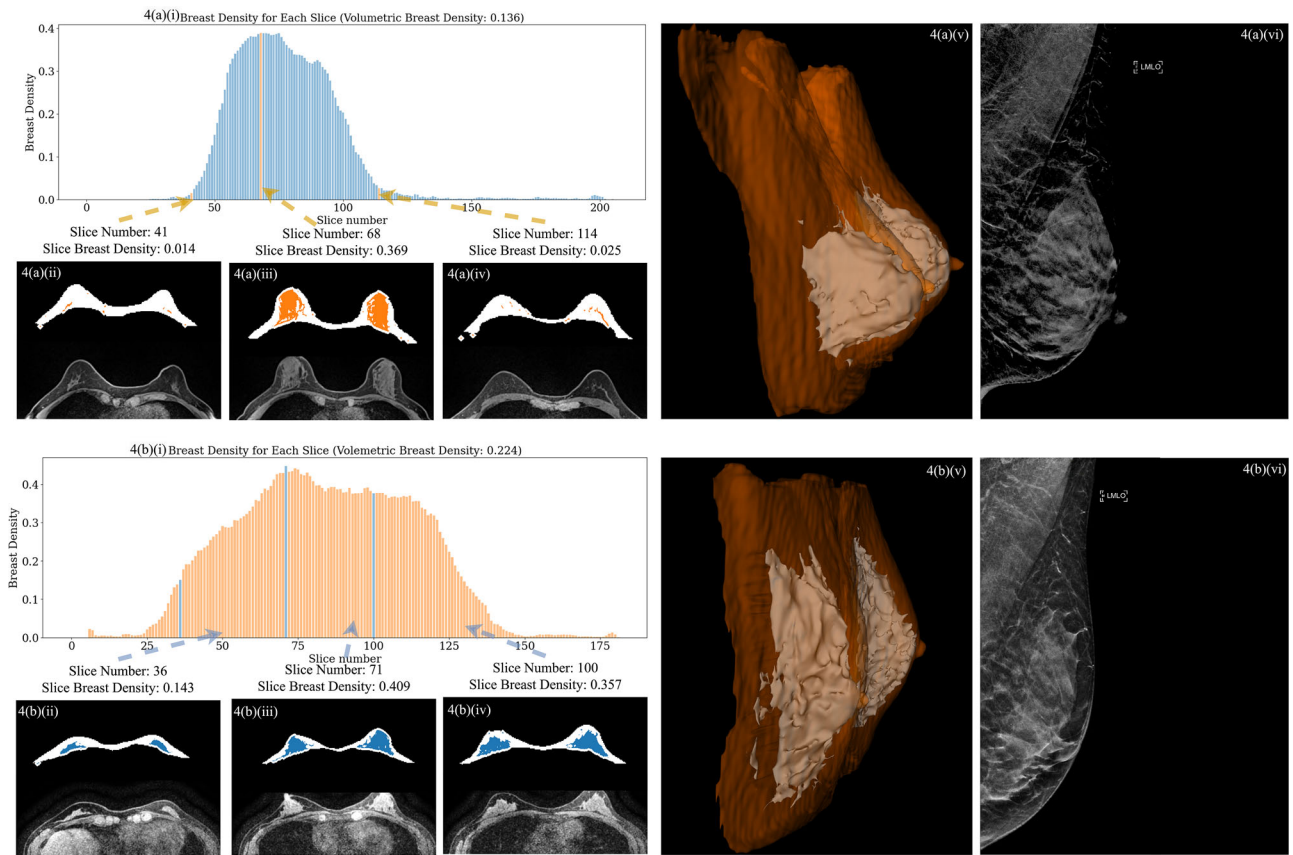 4(a)(i) Breast Density for Each Slice (Volumetric Breast Density: 0.136)
0.4
0.3
0.2
0.1
0.0
Breast Density
0 50 100 150 200
Slice number
Slice Number: 41
Slice Breast Density: 0.014
Slice Number: 68
Slice Breast Density: 0.369
Slice Number: 114
Slice Breast Density: 0.025
4(a)(ii)
4(a)(iii)
4(a)(iv)
4(a)(v)
4(a)(vi)
LMLO
4(b)(i) Breast Density for Each Slice (Volemetric Breast Density: 0.224)
0.4
0.3
0.2
0.1
0.0
Breast Density
0 25 50 75 100 125 150 175
Slice number
Slice Number: 36
Slice Breast Density: 0.143
Slice Number: 71
Slice Breast Density: 0.409
Slice Number: 100
Slice Breast Density: 0.357
4(b)(ii)
4(b)(iii)
4(b)(iv)
4(b)(v)
4(b)(vi)
LMLO